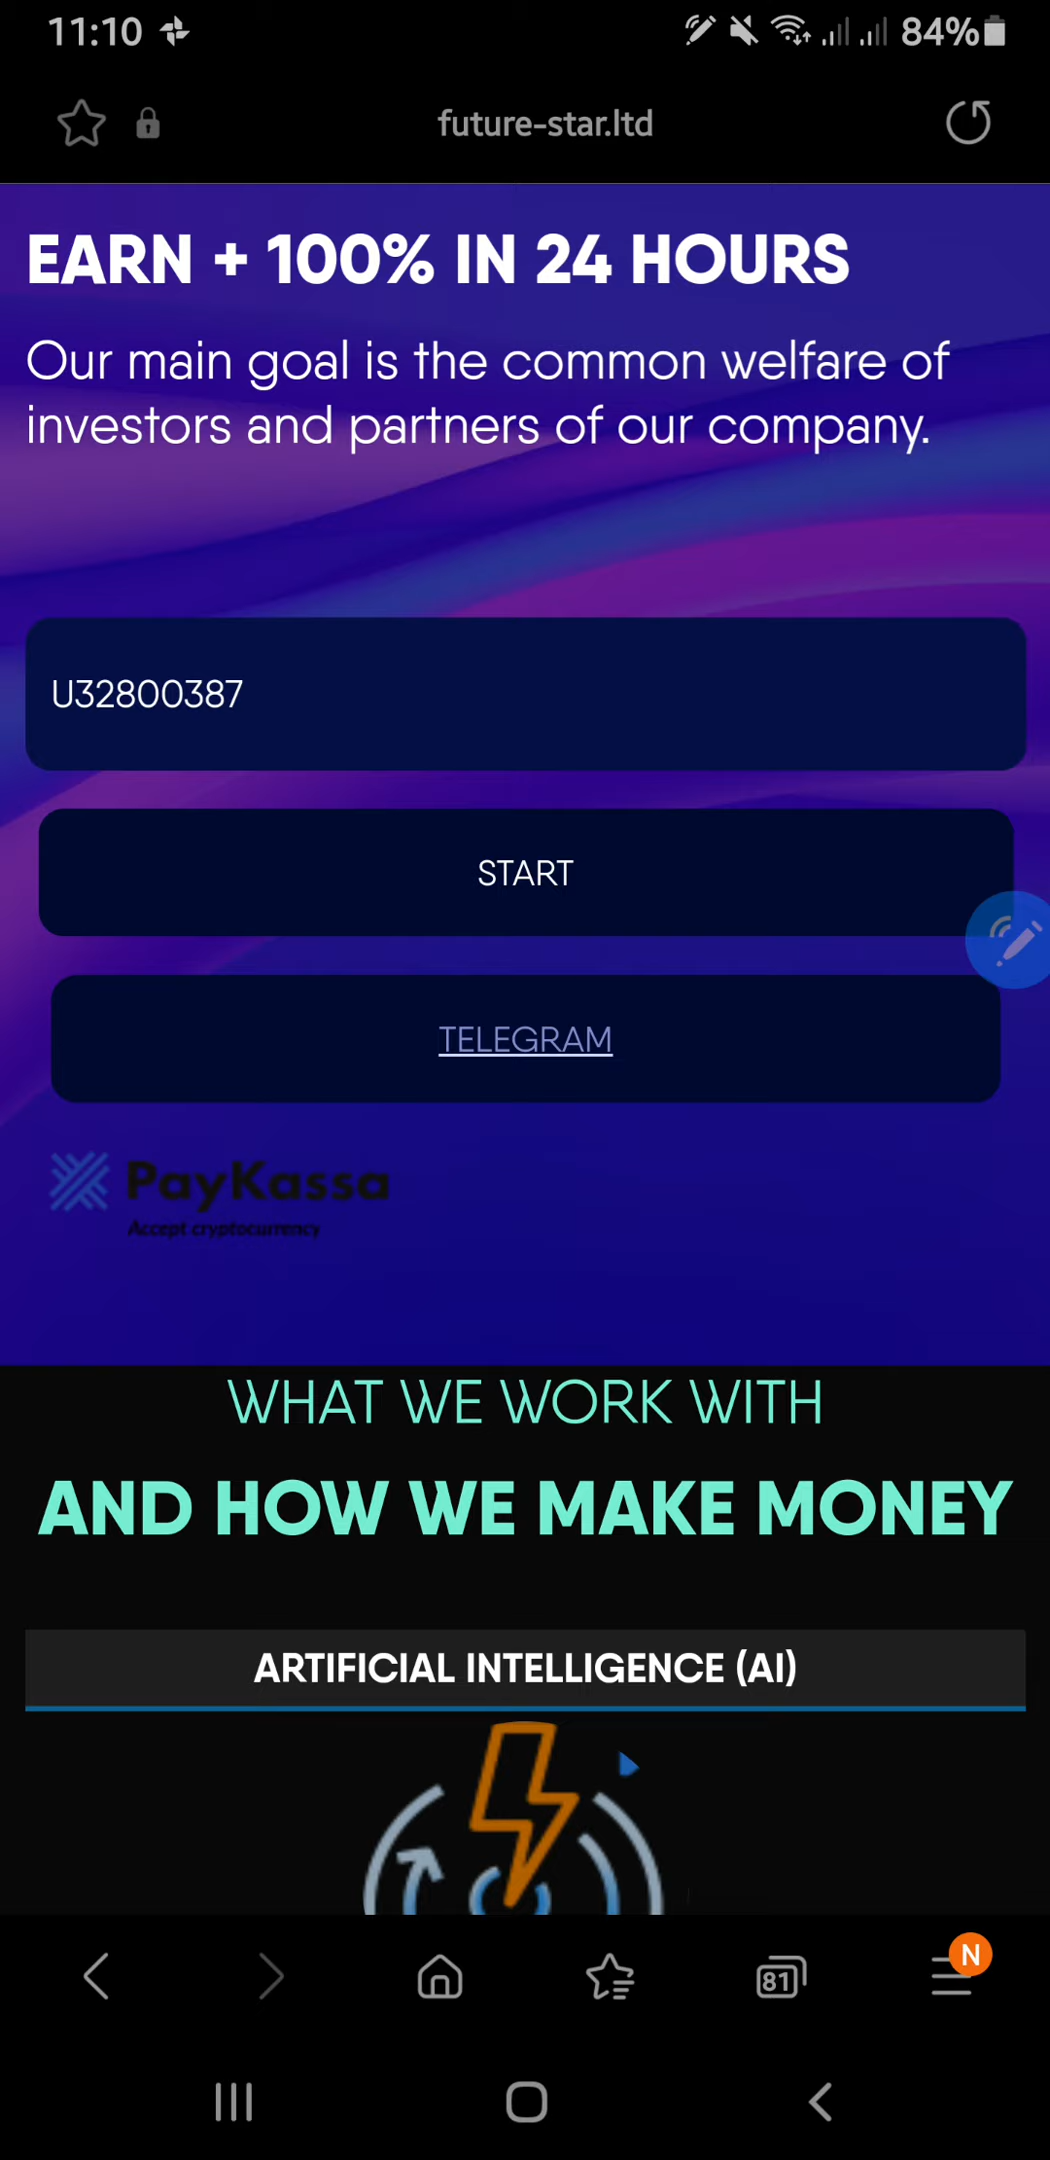 11:10
84%
future-star.ltd
EARN + 100% IN 24 HOURS
Our main goal is the common welfare of
investors and partners of our company.
U32800387
START
TELEGRAM
PayKassa
Accept cryptocurrency
WHAT WE WORK WITH
AND HOW WE MAKE MONEY
ARTIFICIAL INTELLIGENCE (AI)
81
N